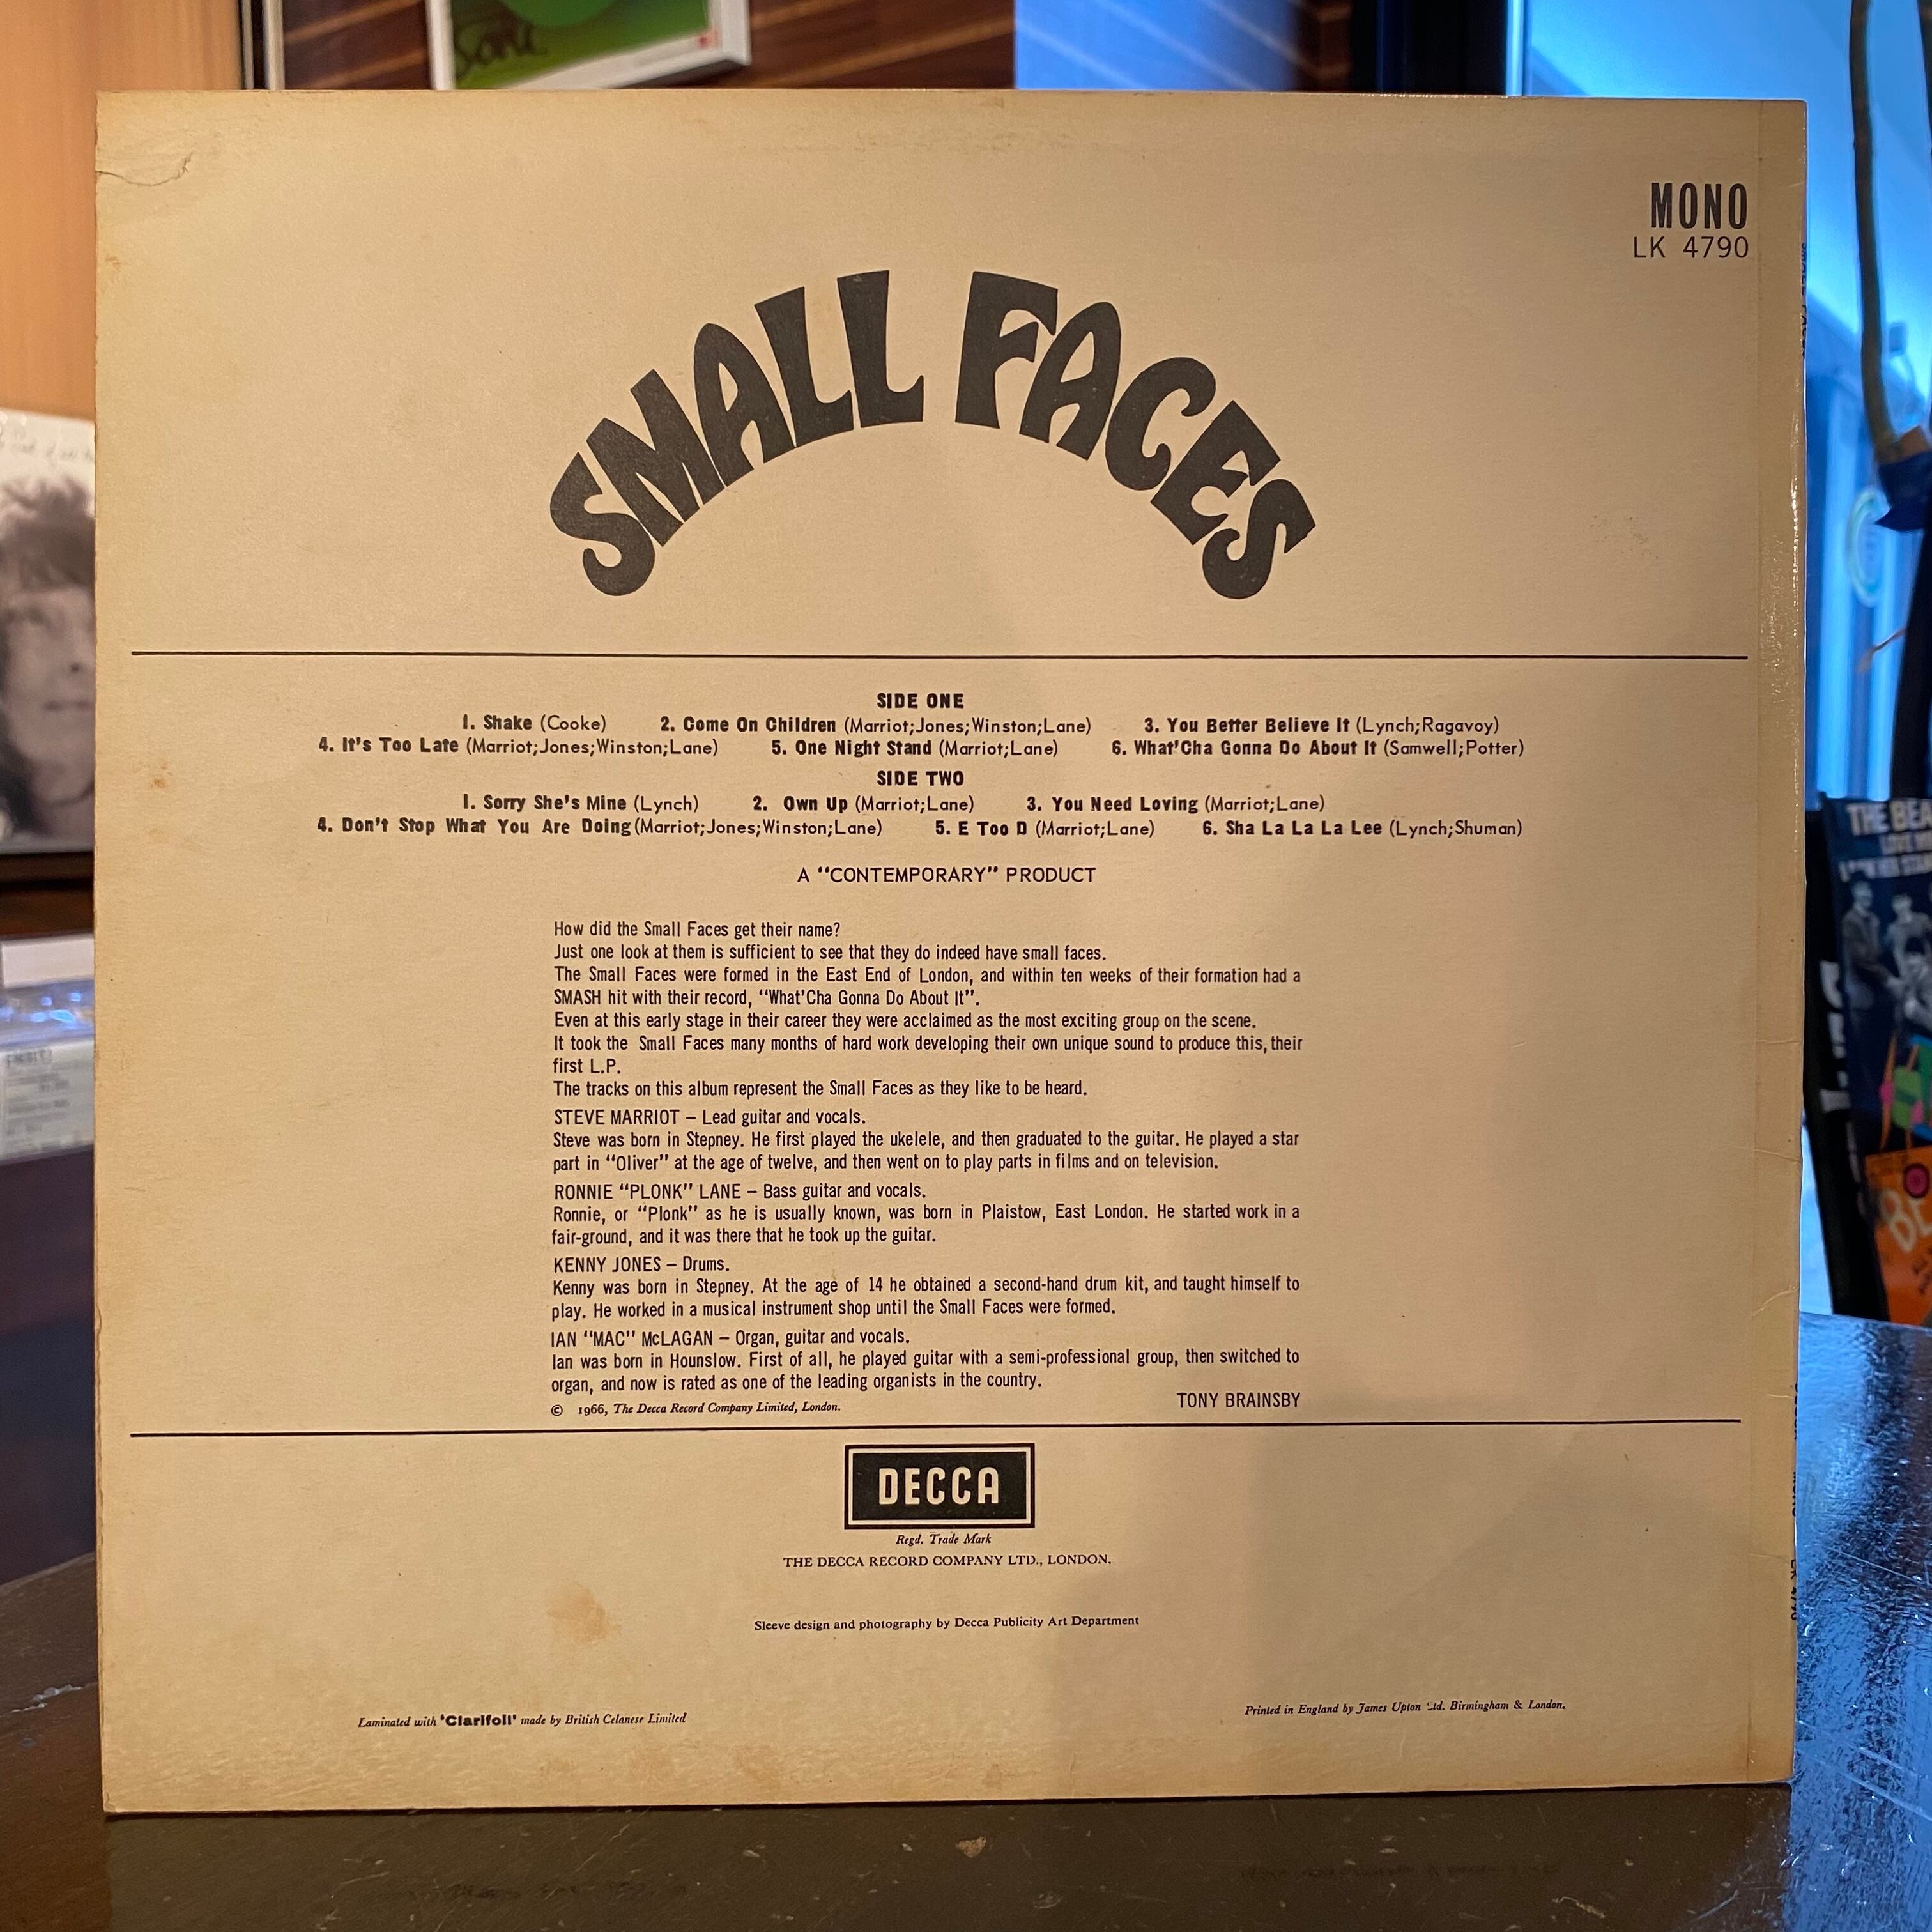 MONO
LK 4790
SMALL FACES
SIDE ONE
1. Shake (Cooke) 2. Come On Children (Marriot;Jones;Winston;Lane) 3. You Better Believe It (Lynch;Ragavoy)
4. It's Too Late (Marriot;Jones;Winston;Lane) 5. One Night Stand (Marriot;Lane) 6. What'Cha Gonna Do About It (Samwell;Potter)
SIDE TWO
1. Sorry She's Mine (Lynch) 2. Own Up (Marriot;Lane) 3. You Need Loving (Marriot;Lane)
4. Don't Stop What You Are Doing (Marriot;Jones;Winston;Lane) 5. E Too D (Marriot;Lane) 6. Sha La La La Lee (Lynch;Shuman)
A "CONTEMPORARY" PRODUCT
How did the Small Faces get their name?
Just one look at them is sufficient to see that they do indeed have small faces.
The Small Faces were formed in the East End of London, and within ten weeks of their formation had a
SMASH hit with their record, "What'Cha Gonna Do About It".
Even at this early stage in their career they were acclaimed as the most exciting group on the scene.
It took the Small Faces many months of hard work developing their own unique sound to produce this, their
first L.P.
The tracks on this album represent the Small Faces as they like to be heard.
STEVE MARRIOT – Lead guitar and vocals.
Steve was born in Stepney. He first played the ukelele, and then graduated to the guitar. He played a star
part in "Oliver" at the age of twelve, and then went on to play parts in films and on television.
RONNIE "PLONK" LANE – Bass guitar and vocals.
Ronnie, or "Plonk" as he is usually known, was born in Plaistow, East London. He started work in a
fair-ground, and it was there that he took up the guitar.
KENNY JONES – Drums.
Kenny was born in Stepney. At the age of 14 he obtained a second-hand drum kit, and taught himself to
play. He worked in a musical instrument shop until the Small Faces were formed.
IAN "MAC" McLAGAN – Organ, guitar and vocals.
Ian was born in Hounslow. First of all, he played guitar with a semi-professional group, then switched to
organ, and now is rated as one of the leading organists in the country.
TONY BRAINSBY
© 1966, The Decca Record Company Limited, London.
DECCA
Regd. Trade Mark
THE DECCA RECORD COMPANY LTD., LONDON.
Sleeve design and photography by Decca Publicity Art Department
Laminated with 'Clarifoil' made by British Celanese Limited
Printed in England by James Upton Ltd. Birmingham & London.
THE BEA